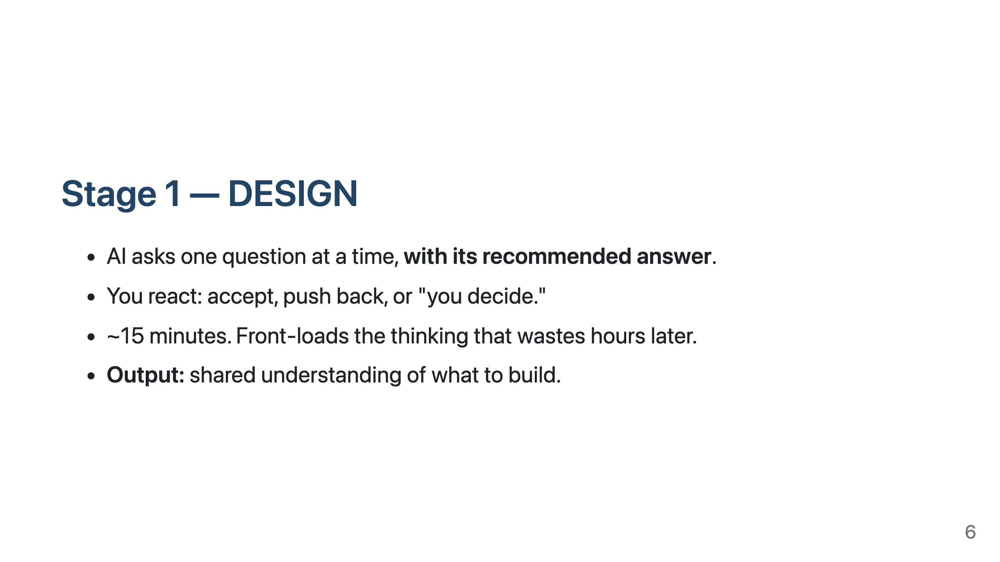 Stage 1 — DESIGN
• AI asks one question at a time, with its recommended answer.
• You react: accept, push back, or "you decide."
• ~15 minutes. Front-loads the thinking that wastes hours later.
• Output: shared understanding of what to build.
6